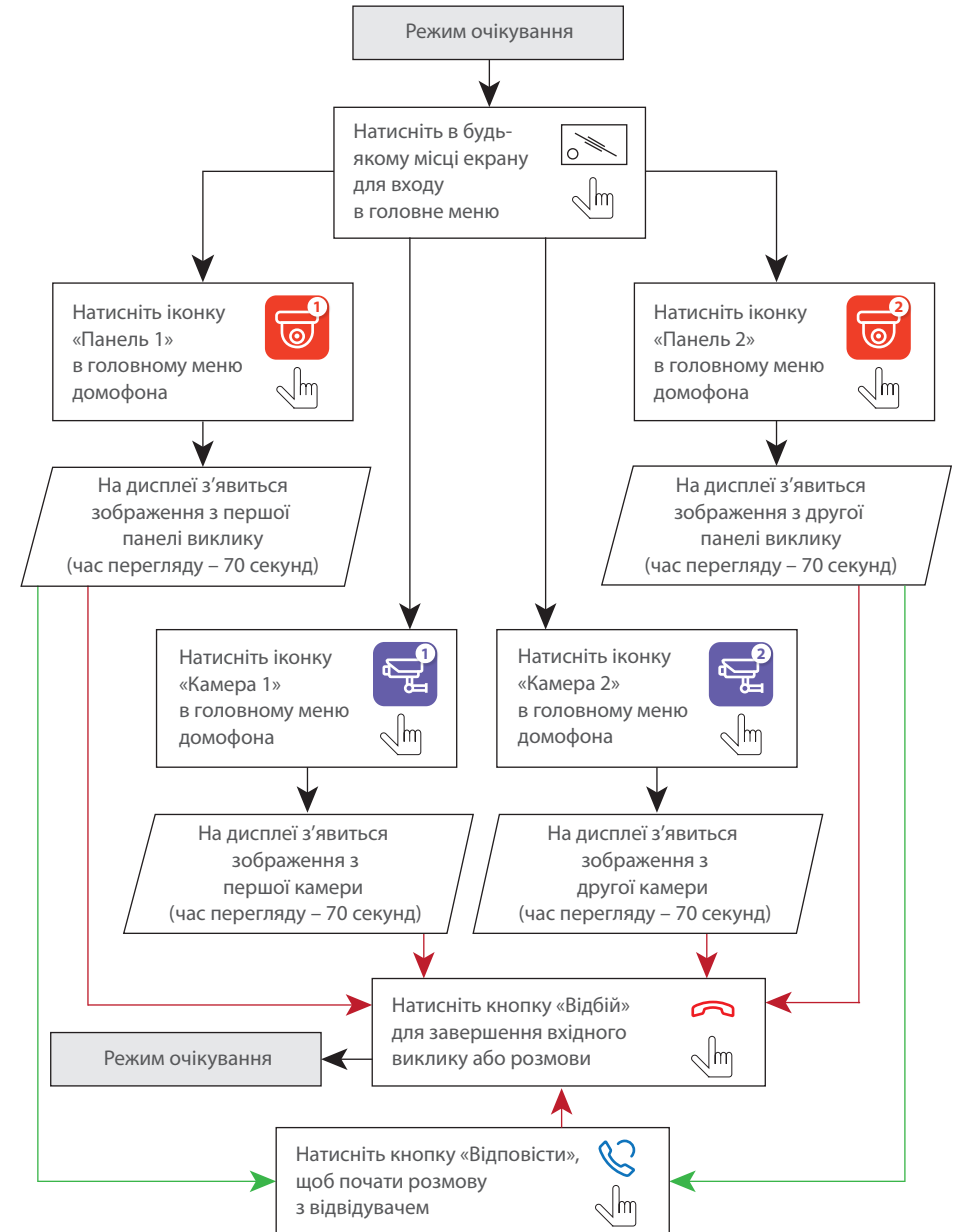 Режим очікування
Натисніть в будь-
якому місці екрану
для входу
в головне меню
Натисніть іконку
«Панель 1»
в головному меню
домофона
1
Натисніть іконку
«Панель 2»
в головному меню
домофона
2
На дисплеї з’явиться
зображення з першої
панелі виклику
(час перегляду – 70 секунд)
На дисплеї з’явиться
зображення з другої
панелі виклику
(час перегляду – 70 секунд)
Натисніть іконку
«Камера 1»
в головному меню
домофона
1
Натисніть іконку
«Камера 2»
в головному меню
домофона
2
На дисплеї з’явиться
зображення з
першої камери
(час перегляду – 70 секунд)
На дисплеї з’явиться
зображення з
другої камери
(час перегляду – 70 секунд)
Натисніть кнопку «Відбій»
для завершення вхідного
виклику або розмови
Режим очікування
Натисніть кнопку «Відповісти»,
щоб почати розмову
з відвідувачем